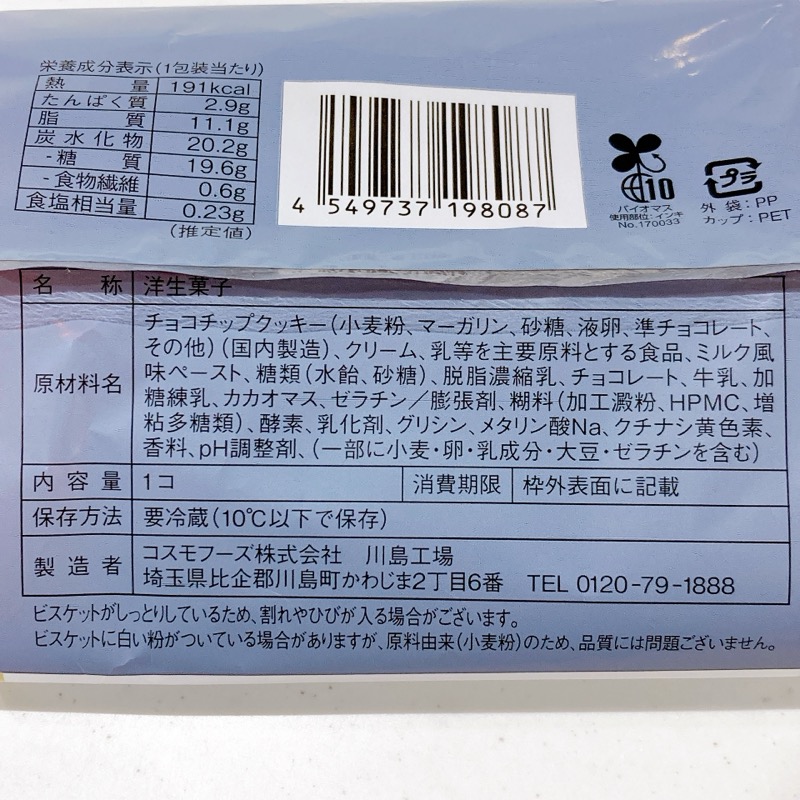 栄養成分表示(1包装当たり)
熱量 191kcal
たんぱく質 2.9g
脂質 11.1g
炭水化物 20.2g
-糖質 19.6g
-食物繊維 0.6g
食塩相当量 0.23g
(推定値)
4 549737 198087
10
バイオマス
使用部位:インキ
No.170033
プラ
外袋:PP
カップ:PET
名称 洋生菓子
原材料名
チョコチップクッキー(小麦粉、マーガリン、砂糖、液卵、準チョコレート、
その他)(国内製造)、クリーム、乳等を主要原料とする食品、ミルク風
味ペースト、糖類(水飴、砂糖)、脱脂濃縮乳、チョコレート、牛乳、加
糖練乳、カカオマス、ゼラチン/膨張剤、糊料(加工澱粉、HPMC、増
粘多糖類)、酵素、乳化剤、グリシン、メタリン酸Na、クチナシ黄色素、
香料、pH調整剤、(一部に小麦・卵・乳成分・大豆・ゼラチンを含む)
内容量 1コ 消費期限 枠外表面に記載
保存方法 要冷蔵(10℃以下で保存)
製造者
コスモフーズ株式会社 川島工場
埼玉県比企郡川島町かわじま2丁目6番 TEL 0120-79-1888
ビスケットがしっとりしているため、割れやひびが入る場合がございます。
ビスケットに白い粉がついている場合がありますが、原料由来(小麦粉)のため、品質には問題ございません。